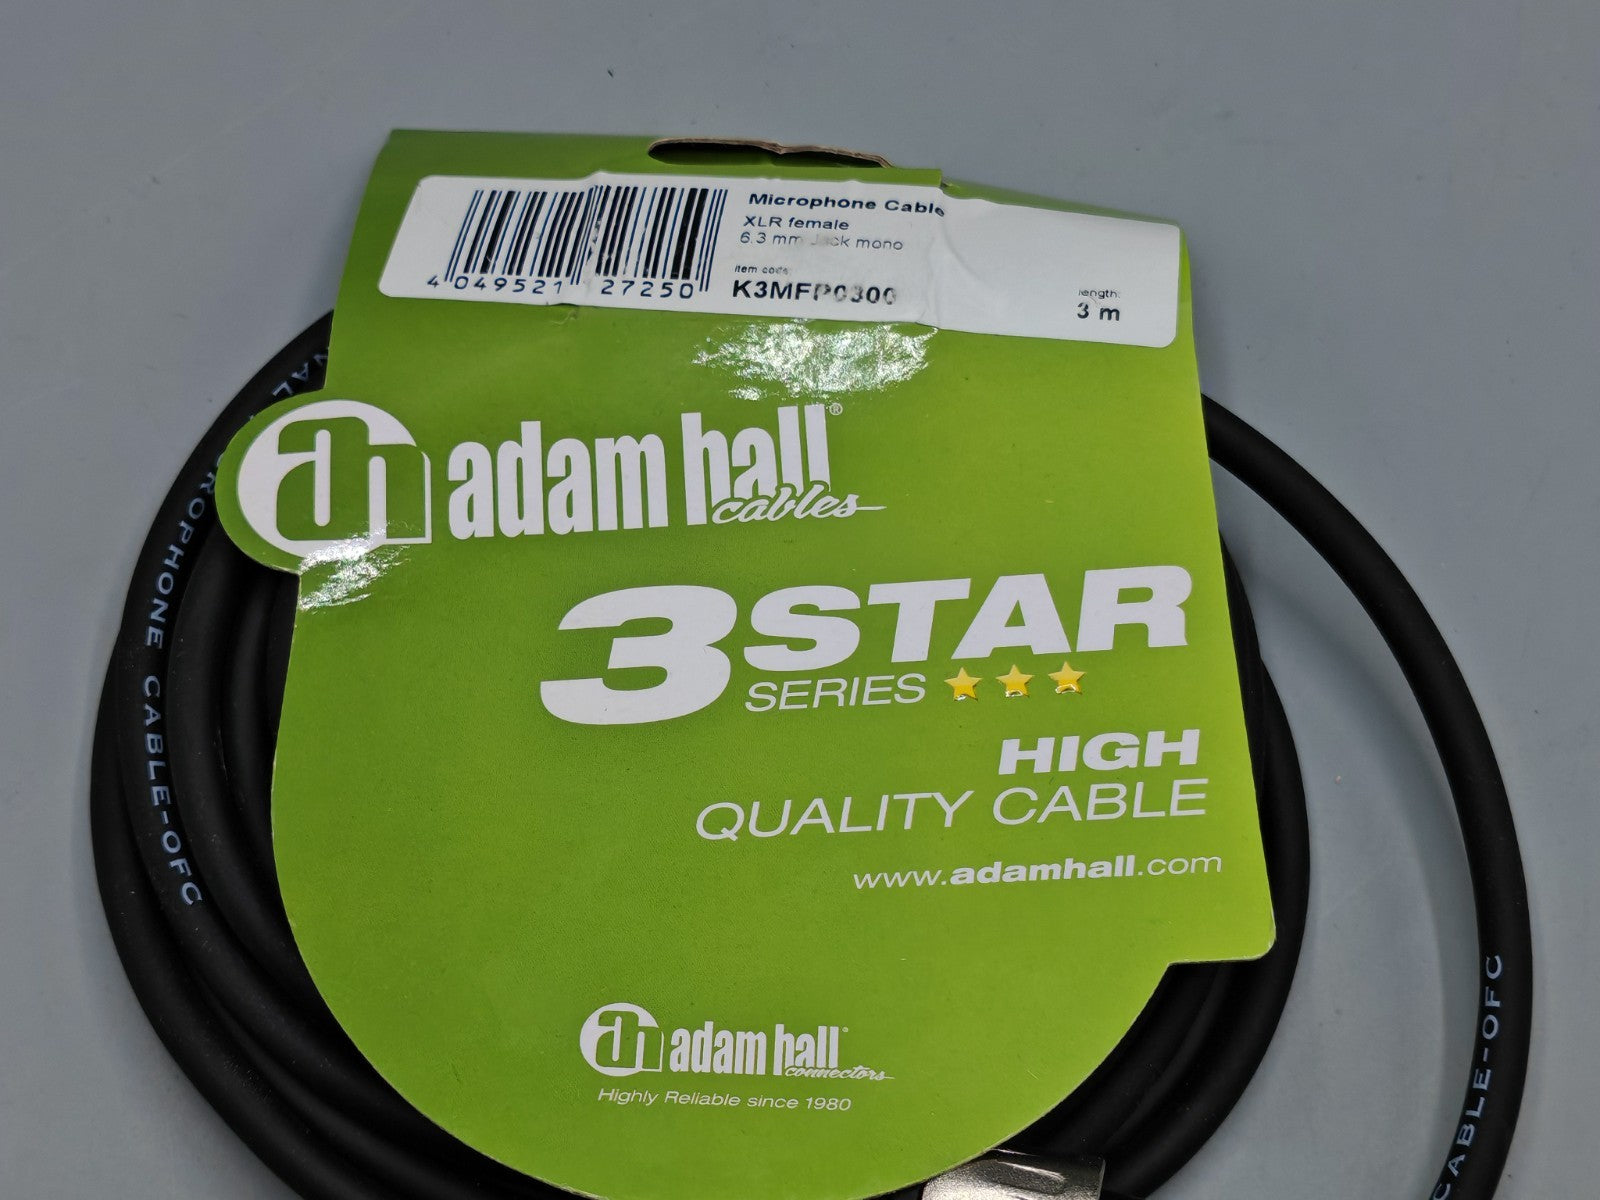 Microphone Cable
XLR female
6.3 mm Jack mono
item code
K3MFP0300
length:
3 m
4 049521 127250
adam hall®
cables
3STAR
SERIES
HIGH
QUALITY CABLE
www.adamhall.com
adam hall
connectors
Highly Reliable since 1980
CABLE-OFC
CABLE-OFC